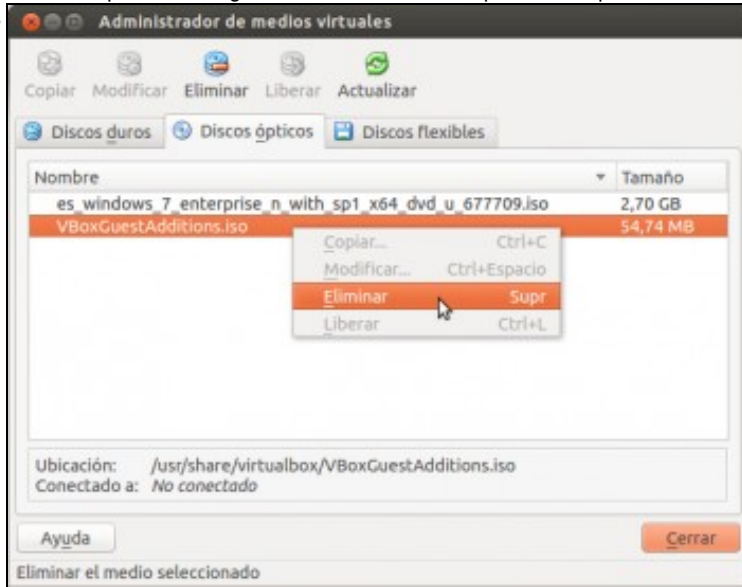 Administrador de medios virtuales
Copiar Modificar Eliminar Liberar Actualizar
Discos duros Discos ópticos Discos flexibles
Nombre Tamaño
es_windows_7_enterprise_n_with_sp1_x64_dvd_u_677709.iso 2,70 GB
VBoxGuestAdditions.iso 54,74 MB
Copiar... Ctrl+C
Modificar... Ctrl+Espacio
Eliminar Supr
Liberar Ctrl+L
Ubicación: /usr/share/virtualbox/VBoxGuestAdditions.iso
Conectado a: No conectado
Ayuda Cerrar
Eliminar el medio seleccionado